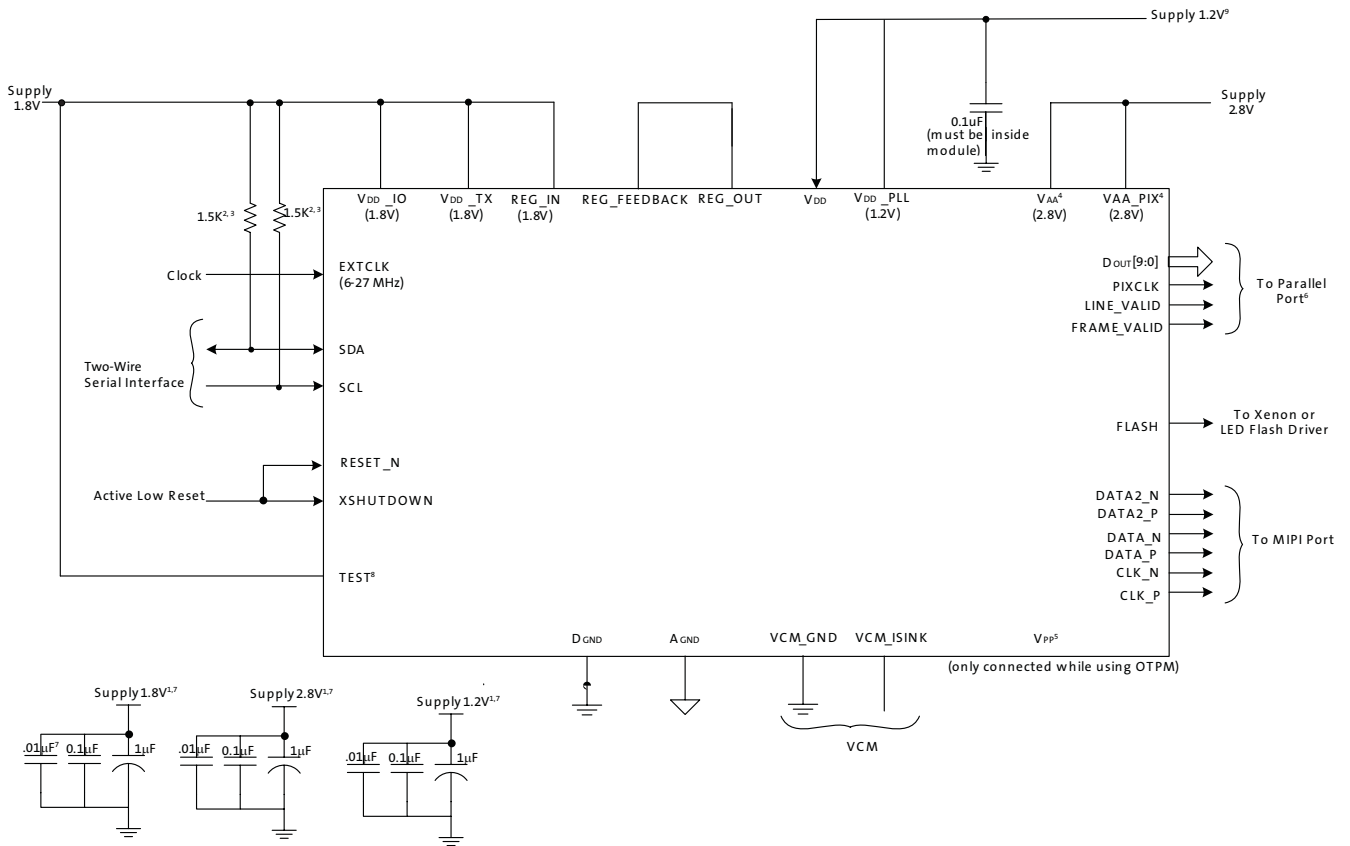 Supply 1.2V⁹
Supply
1.8V
Supply
2.8V
0.1uF
(must be inside
module)
VDD_IO
(1.8V)
VDD_TX
(1.8V)
REG_IN
(1.8V)
REG_FEEDBACK
REG_OUT
VDD
VDD_PLL
(1.2V)
VAA⁴
(2.8V)
VAA_PIX⁴
(2.8V)
1.5K²,³
1.5K²,³
Clock
EXTCLK
(6-27 MHz)
DOUT[9:0]
PIXCLK
LINE_VALID
FRAME_VALID
To Parallel
Port⁶
Two-Wire
Serial Interface
SDA
SCL
FLASH
To Xenon or
LED Flash Driver
Active Low Reset
RESET_N
XSHUTDOWN
DATA2_N
DATA2_P
DATA_N
DATA_P
CLK_N
CLK_P
To MIPI Port
TEST⁸
DGND
AGND
VCM_GND
VCM_ISINK
VPP⁵
(only connected while using OTPM)
VCM
Supply 1.8V¹,⁷
.01µF⁷
0.1µF
1µF
Supply 2.8V¹,⁷
.01µF
0.1µF
1µF
Supply 1.2V¹,⁷
.01µF
0.1µF
1µF